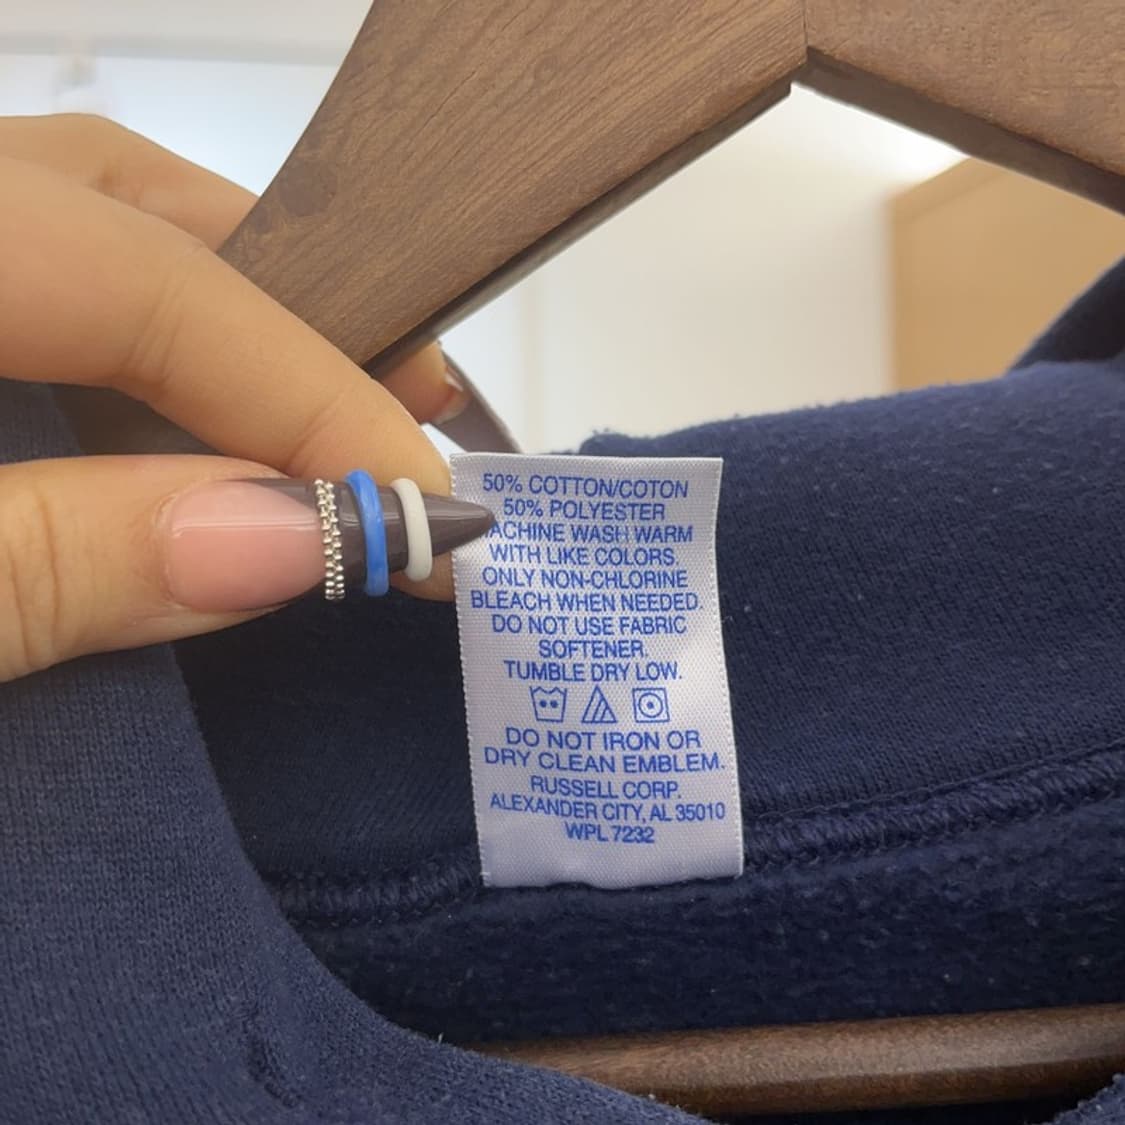 50% COTTON/COTON
50% POLYESTER
ACHINE WASH WARM
WITH LIKE COLORS.
ONLY NON-CHLORINE
BLEACH WHEN NEEDED.
DO NOT USE FABRIC
SOFTENER.
TUMBLE DRY LOW.
DO NOT IRON OR
DRY CLEAN EMBLEM.
RUSSELL CORP.
ALEXANDER CITY, AL 35010
WPL 7232